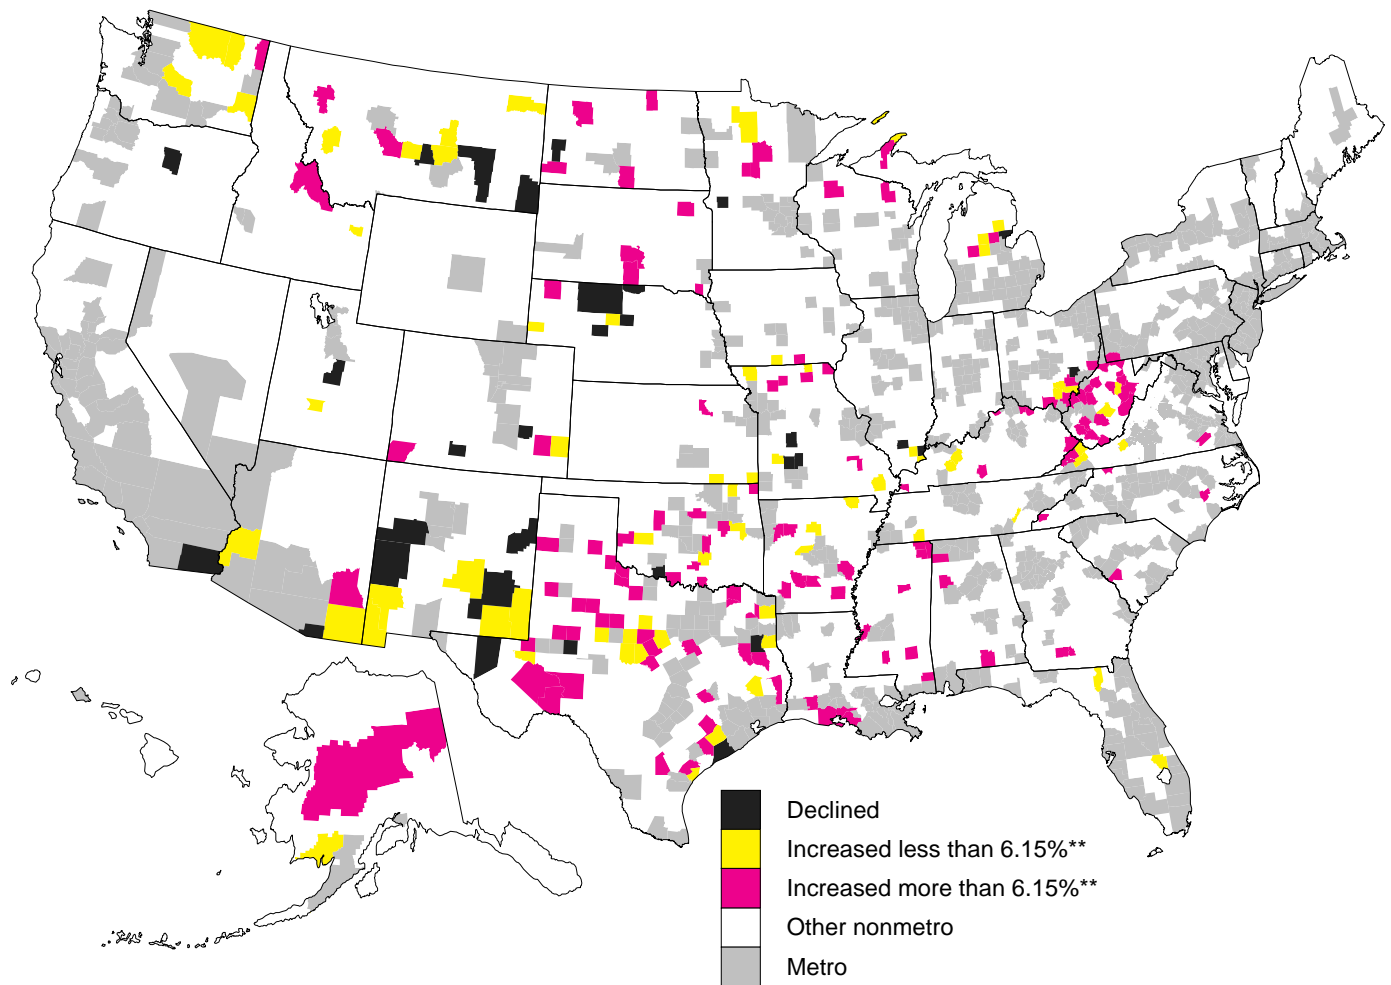 Declined
Increased less than 6.15%**
Increased more than 6.15%**
Other nonmetro
Metro